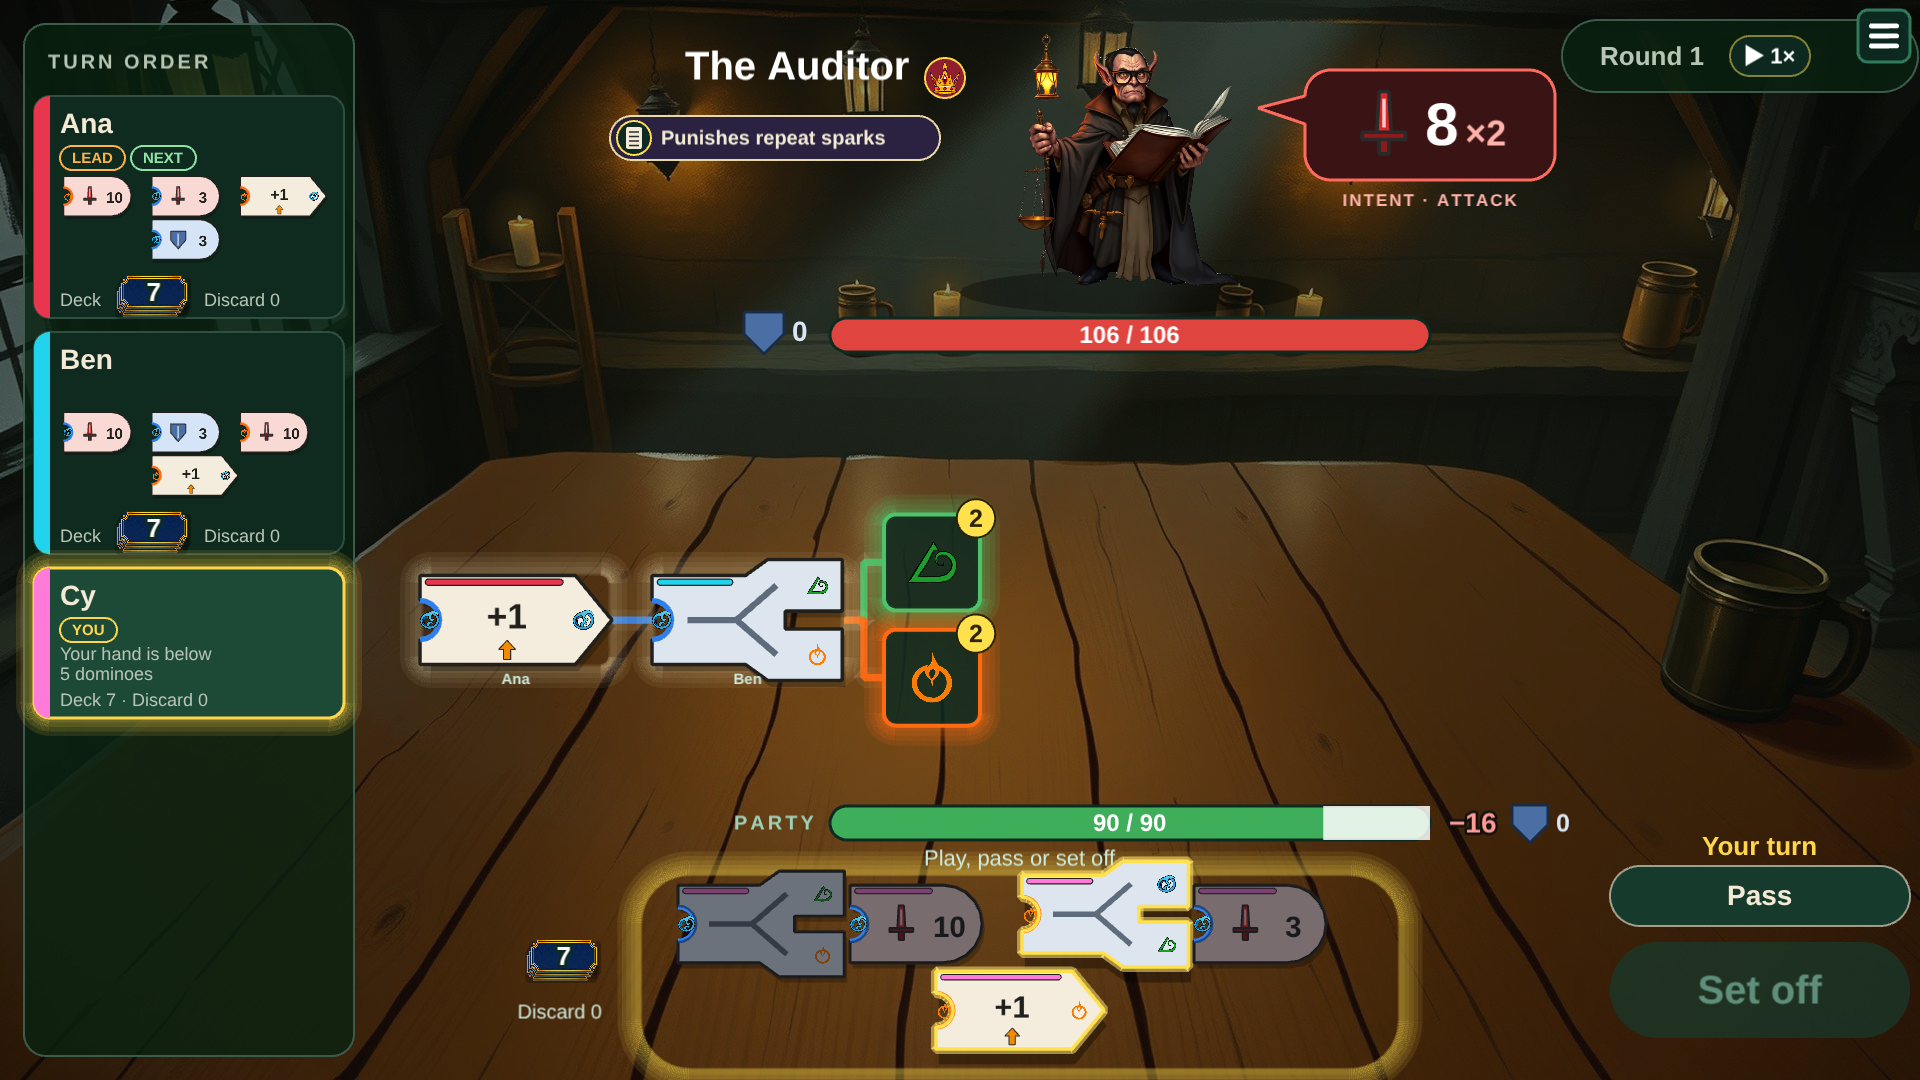 TURN ORDER
Ana
LEAD NEXT
10 3 +1
3
Deck 7 Discard 0
Ben
10 3 10
+1
Deck 7 Discard 0
Cy
YOU
Your hand is below
5 dominoes
Deck 7 · Discard 0
The Auditor
Punishes repeat sparks
8 ×2
INTENT · ATTACK
Round 1
1×
0
106 / 106
+1
Ana
Ben
2
2
PARTY
90 / 90
−16
0
Play, pass or set off
10
3
+1
7
Discard 0
Your turn
Pass
Set off